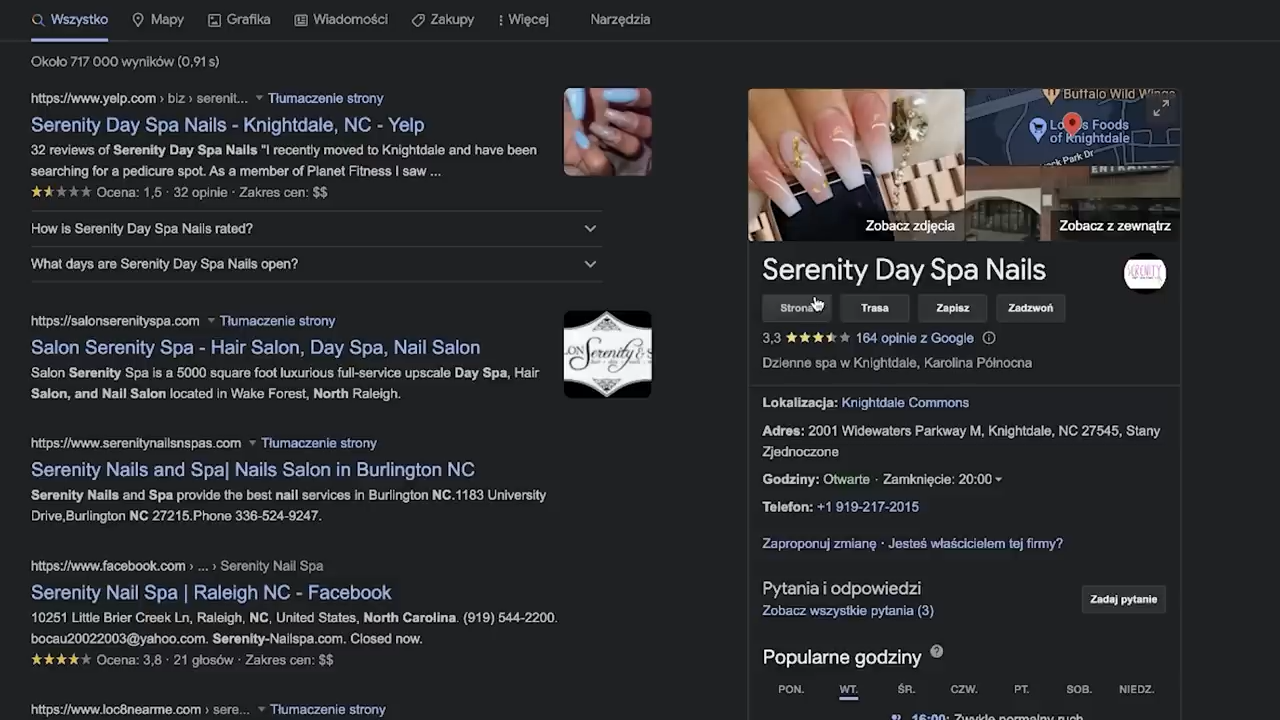 Wszystko
Mapy
Grafika
Wiadomości
Zakupy
Więcej
Narzędzia
Około 717 000 wyników (0,91 s)
https://www.yelp.com › biz › serenit... Tłumaczenie strony
Serenity Day Spa Nails - Knightdale, NC - Yelp
32 reviews of Serenity Day Spa Nails "I recently moved to Knightdale and have been
searching for a pedicure spot. As a member of Planet Fitness I saw ...
Ocena: 1,5 · 32 opinie · Zakres cen: $$
How is Serenity Day Spa Nails rated?
What days are Serenity Day Spa Nails open?
https://salonserenityspa.com Tłumaczenie strony
Salon Serenity Spa - Hair Salon, Day Spa, Nail Salon
Salon Serenity Spa is a 5000 square foot luxurious full-service upscale Day Spa, Hair
Salon, and Nail Salon located in Wake Forest, North Raleigh.
Serenity
https://www.serenitynailsnspas.com Tłumaczenie strony
Serenity Nails and Spa| Nails Salon in Burlington NC
Serenity Nails and Spa provide the best nail services in Burlington NC.1183 University
Drive,Burlington NC 27215.Phone 336-524-9247.
https://www.facebook.com › ... › Serenity Nail Spa
Serenity Nail Spa | Raleigh NC - Facebook
10251 Little Brier Creek Ln, Raleigh, NC, United States, North Carolina. (919) 544-2200.
bocau20022003@yahoo.com. Serenity-Nailspa.com. Closed now.
Ocena: 3,8 · 21 głosów · Zakres cen: $$
https://www.loc8nearme.com › sere... Tłumaczenie strony
Buffalo Wild Wings
Foods
of Knightdale
Park Dr
ENTRANCE
Zobacz zdjęcia
Zobacz z zewnątrz
Serenity Day Spa Nails
SERENITY
Strona
Trasa
Zapisz
Zadzwoń
3,3 164 opinie z Google
Dzienne spa w Knightdale, Karolina Północna
Lokalizacja: Knightdale Commons
Adres: 2001 Widewaters Parkway M, Knightdale, NC 27545, Stany
Zjednoczone
Godziny: Otwarte · Zamknięcie: 20:00
Telefon: +1 919-217-2015
Zaproponuj zmianę · Jesteś właścicielem tej firmy?
Pytania i odpowiedzi
Zobacz wszystkie pytania (3)
Zadaj pytanie
Popularne godziny
PON. WT. ŚR. CZW. PT. SOB. NIEDZ.
16:00: Zwykle normalny ruch